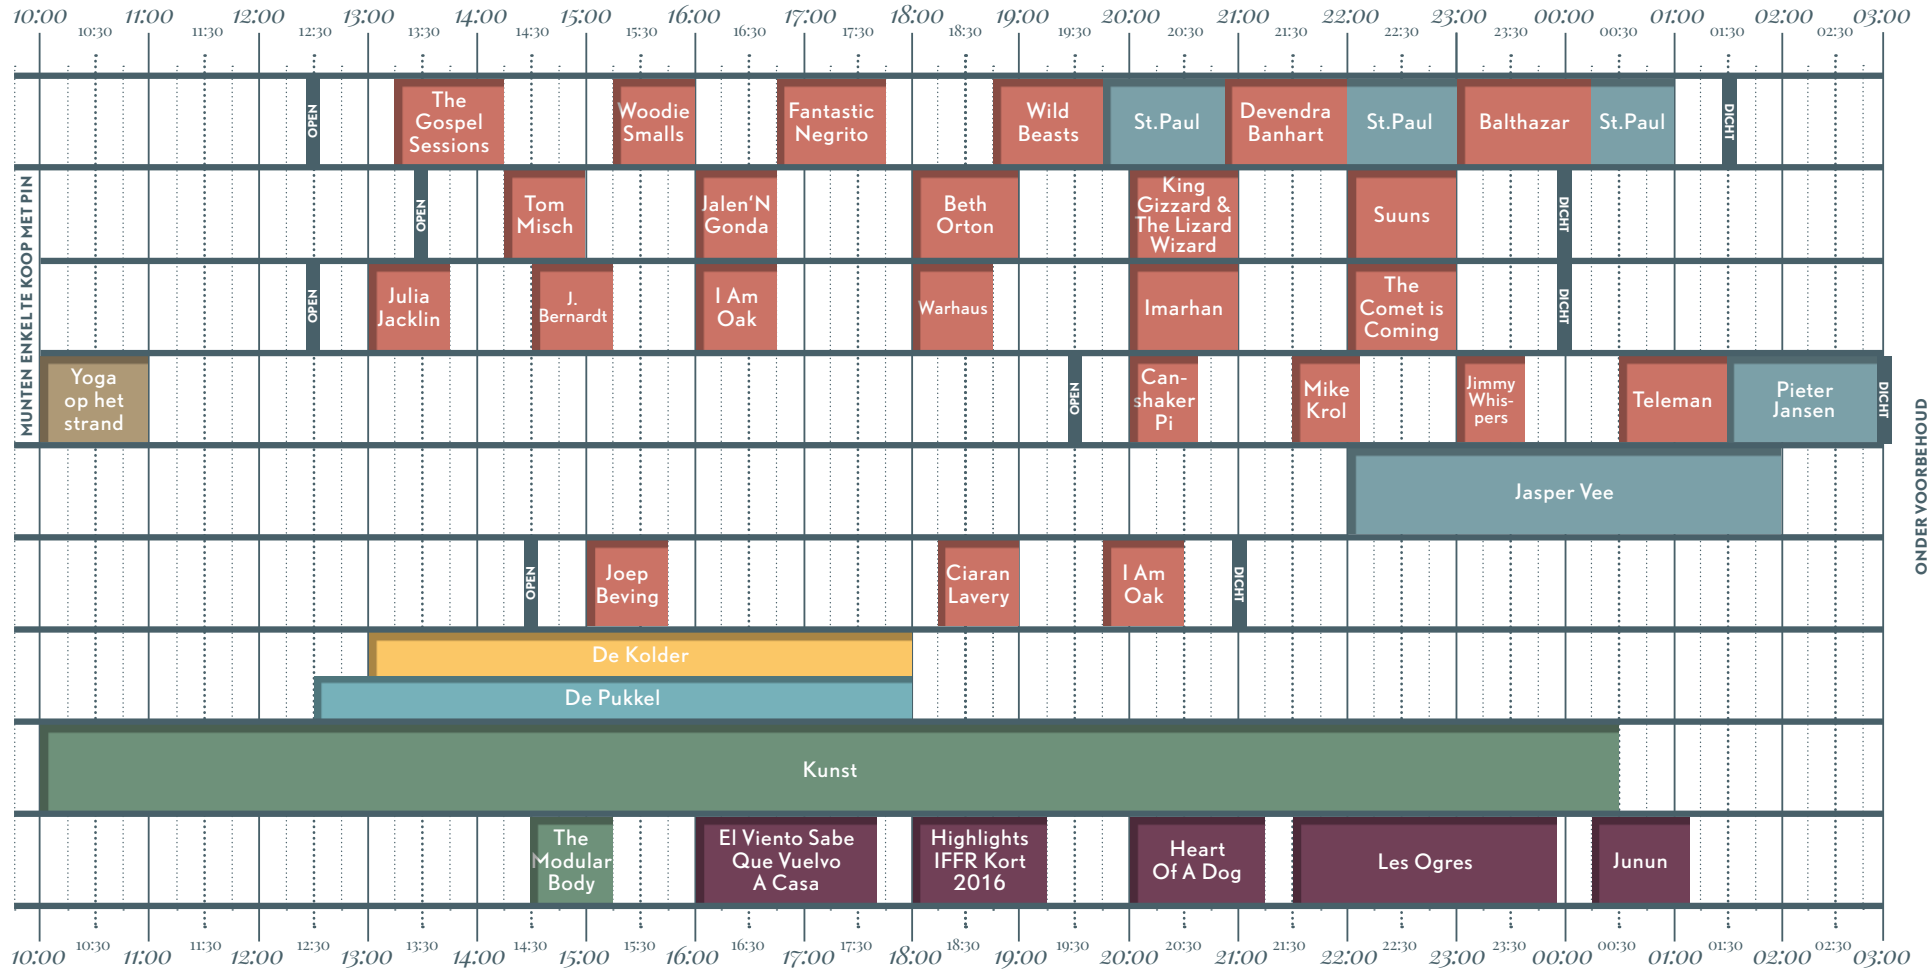 10:00 11:00 12:00 13:00 14:00 15:00 16:00 17:00 18:00 19:00 20:00 21:00 22:00 23:00 00:00 01:00 02:00 03:00
10:30 11:30 12:30 13:30 14:30 15:30 16:30 17:30 18:30 19:30 20:30 21:30 22:30 23:30 00:30 01:30 02:30
OPEN
The
Gospel
Sessions
Woodie
Smalls
Fantastic
Negrito
Wild
Beasts
St.Paul
Devendra
Banhart
St.Paul
Balthazar
St.Paul
DICHT
MUNTEN ENKEL TE KOOP MET PIN
OPEN
Tom
Misch
Jalen‘N
Gonda
Beth
Orton
King
Gizzard &
The Lizard
Wizard
Suuns
DICHT
OPEN
Julia
Jacklin
J.
Bernardt
I Am
Oak
Warhaus
Imarhan
The
Comet is
Coming
DICHT
Yoga
op het
strand
OPEN
Can-
shaker
Pi
Mike
Krol
Jimmy
Whis-
pers
Teleman
Pieter
Jansen
DICHT
ONDER VOORBEHOUD
Jasper Vee
OPEN
Joep
Beving
Ciaran
Lavery
I Am
Oak
DICHT
De Kolder
De Pukkel
Kunst
The
Modular
Body
El Viento Sabe
Que Vuelvo
A Casa
Highlights
IFFR Kort
2016
Heart
Of A Dog
Les Ogres
Junun
10:30 11:30 12:30 13:30 14:30 15:30 16:30 17:30 18:30 19:30 20:30 21:30 22:30 23:30 00:30 01:30 02:30
10:00 11:00 12:00 13:00 14:00 15:00 16:00 17:00 18:00 19:00 20:00 21:00 22:00 23:00 00:00 01:00 02:00 03:00